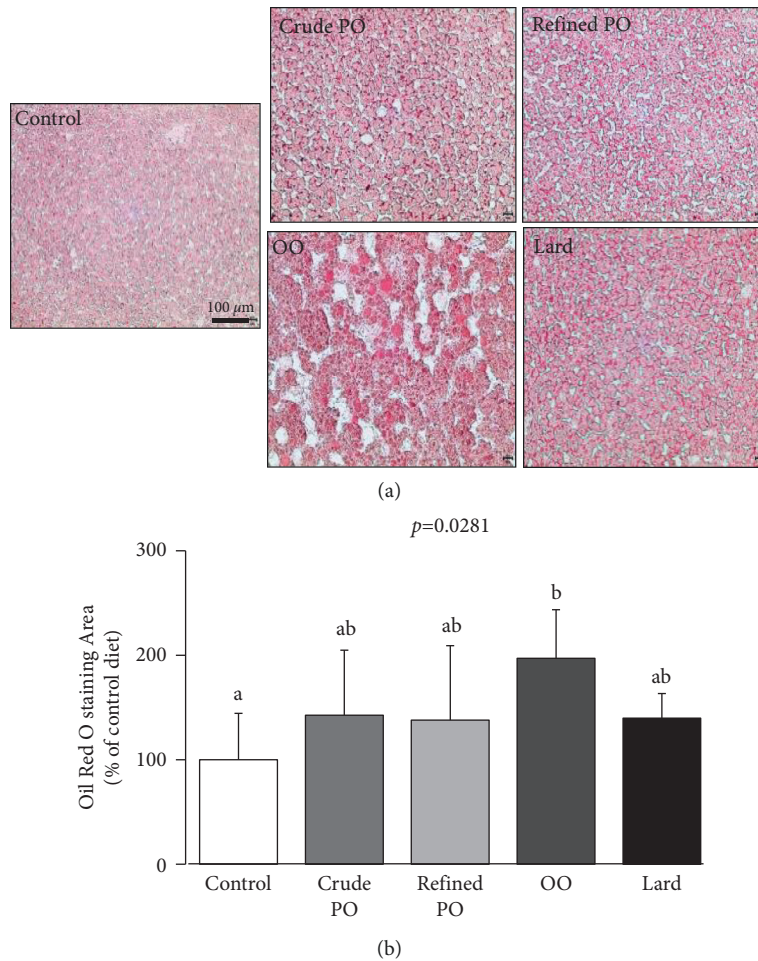 Crude PO
Refined PO
Control
100 μm
OO
Lard
(a)
p=0.0281
Oil Red O staining Area
(% of control diet)
300
200
100
0
a
ab
ab
b
ab
Control
Crude
PO
Refined
PO
OO
Lard
(b)